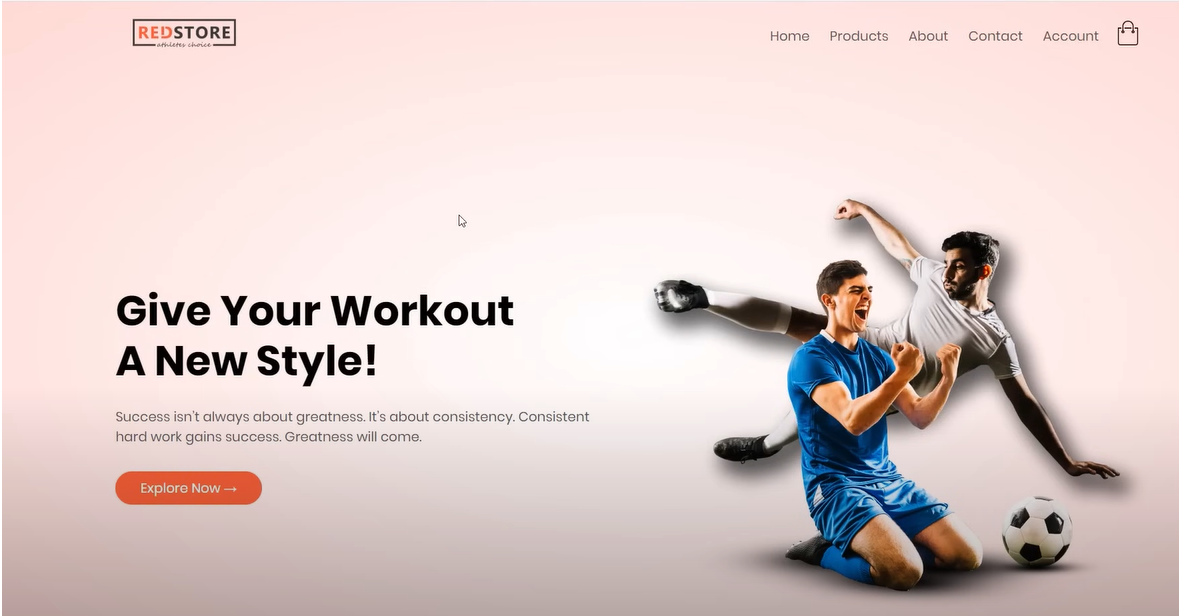 REDSTORE
athletes choice
Home Products About Contact Account
Give Your Workout
A New Style!
Success isn't always about greatness. It's about consistency. Consistent
hard work gains success. Greatness will come.
Explore Now →